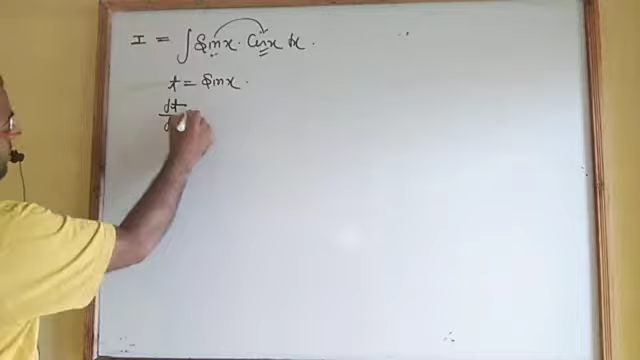 I = ∫ Sinx · Cosx dx.
t = Sinx.
dt